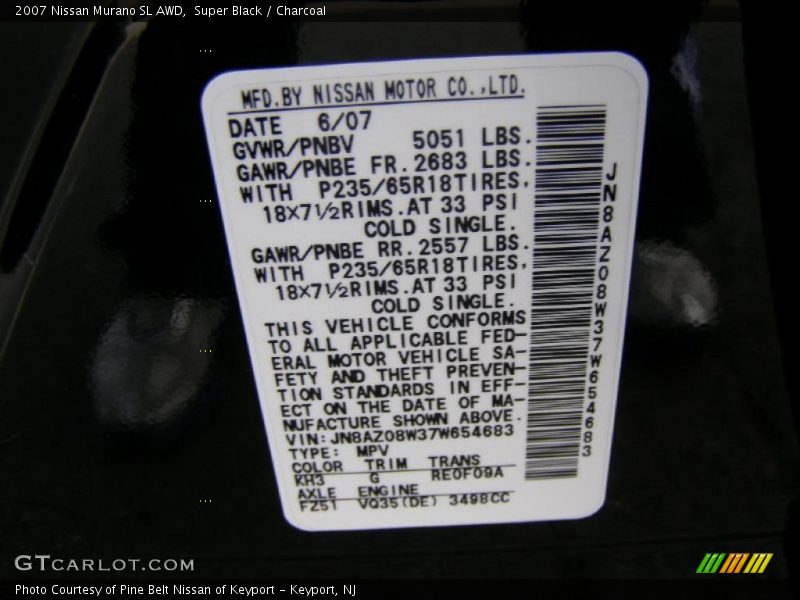 2007 Nissan Murano SL AWD, Super Black / Charcoal
MFD.BY NISSAN MOTOR CO.,LTD.
DATE 6/07
GVWR/PNBV 5051 LBS.
GAWR/PNBE FR.2683 LBS.
WITH P235/65R18TIRES,
18×7½RIMS.AT 33 PSI
COLD SINGLE.
GAWR/PNBE RR.2557 LBS.
WITH P235/65R18TIRES,
18×7½RIMS.AT 33 PSI
COLD SINGLE.
THIS VEHICLE CONFORMS
TO ALL APPLICABLE FED-
ERAL MOTOR VEHICLE SA-
FETY AND THEFT PREVEN-
TION STANDARDS IN EFF-
ECT ON THE DATE OF MA-
NUFACTURE SHOWN ABOVE.
VIN:JN8AZ08W37W654683
TYPE: MPV
COLOR TRIM TRANS
KH3 G RE0F09A
AXLE ENGINE
FZ51 VQ35(DE) 3498CC
JN8AZ08W37W654683
GTCARLOT.COM
Photo Courtesy of Pine Belt Nissan of Keyport – Keyport, NJ